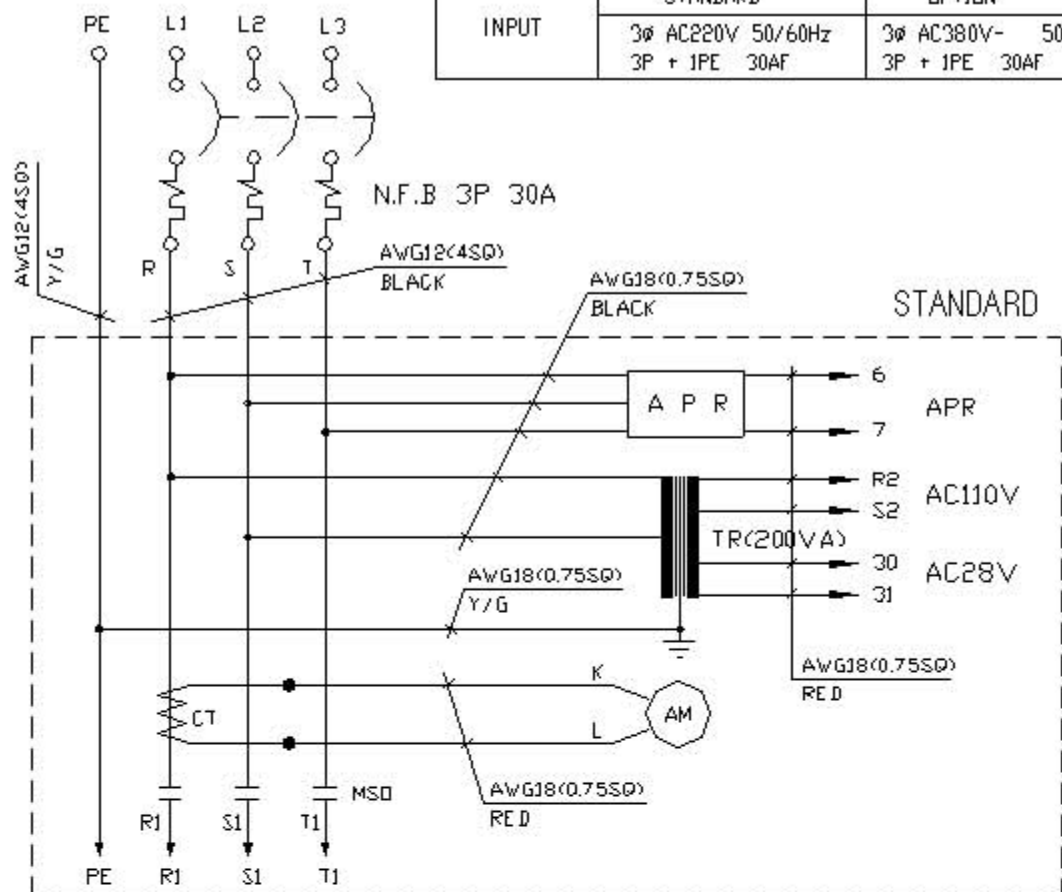 PE L1 L2 L3
INPUT
3ø AC220V 50/60Hz
3P + 1PE 30AF
3ø AC380V- 50
3P + 1PE 30AF
N.F.B 3P 30A
AWG12(4SQ)
Y/G
R S T
AWG12(4SQ)
BLACK
AWG18(0.75SQ)
BLACK
STANDARD
A P R
6
7
APR
R2
S2
AC110V
TR(200VA)
30
31
AC28V
AWG18(0.75SQ)
Y/G
AWG18(0.75SQ)
RED
CT
K
L
AM
AWG18(0.75SQ)
RED
MSO
R1 S1 T1
PE R1 S1 T1